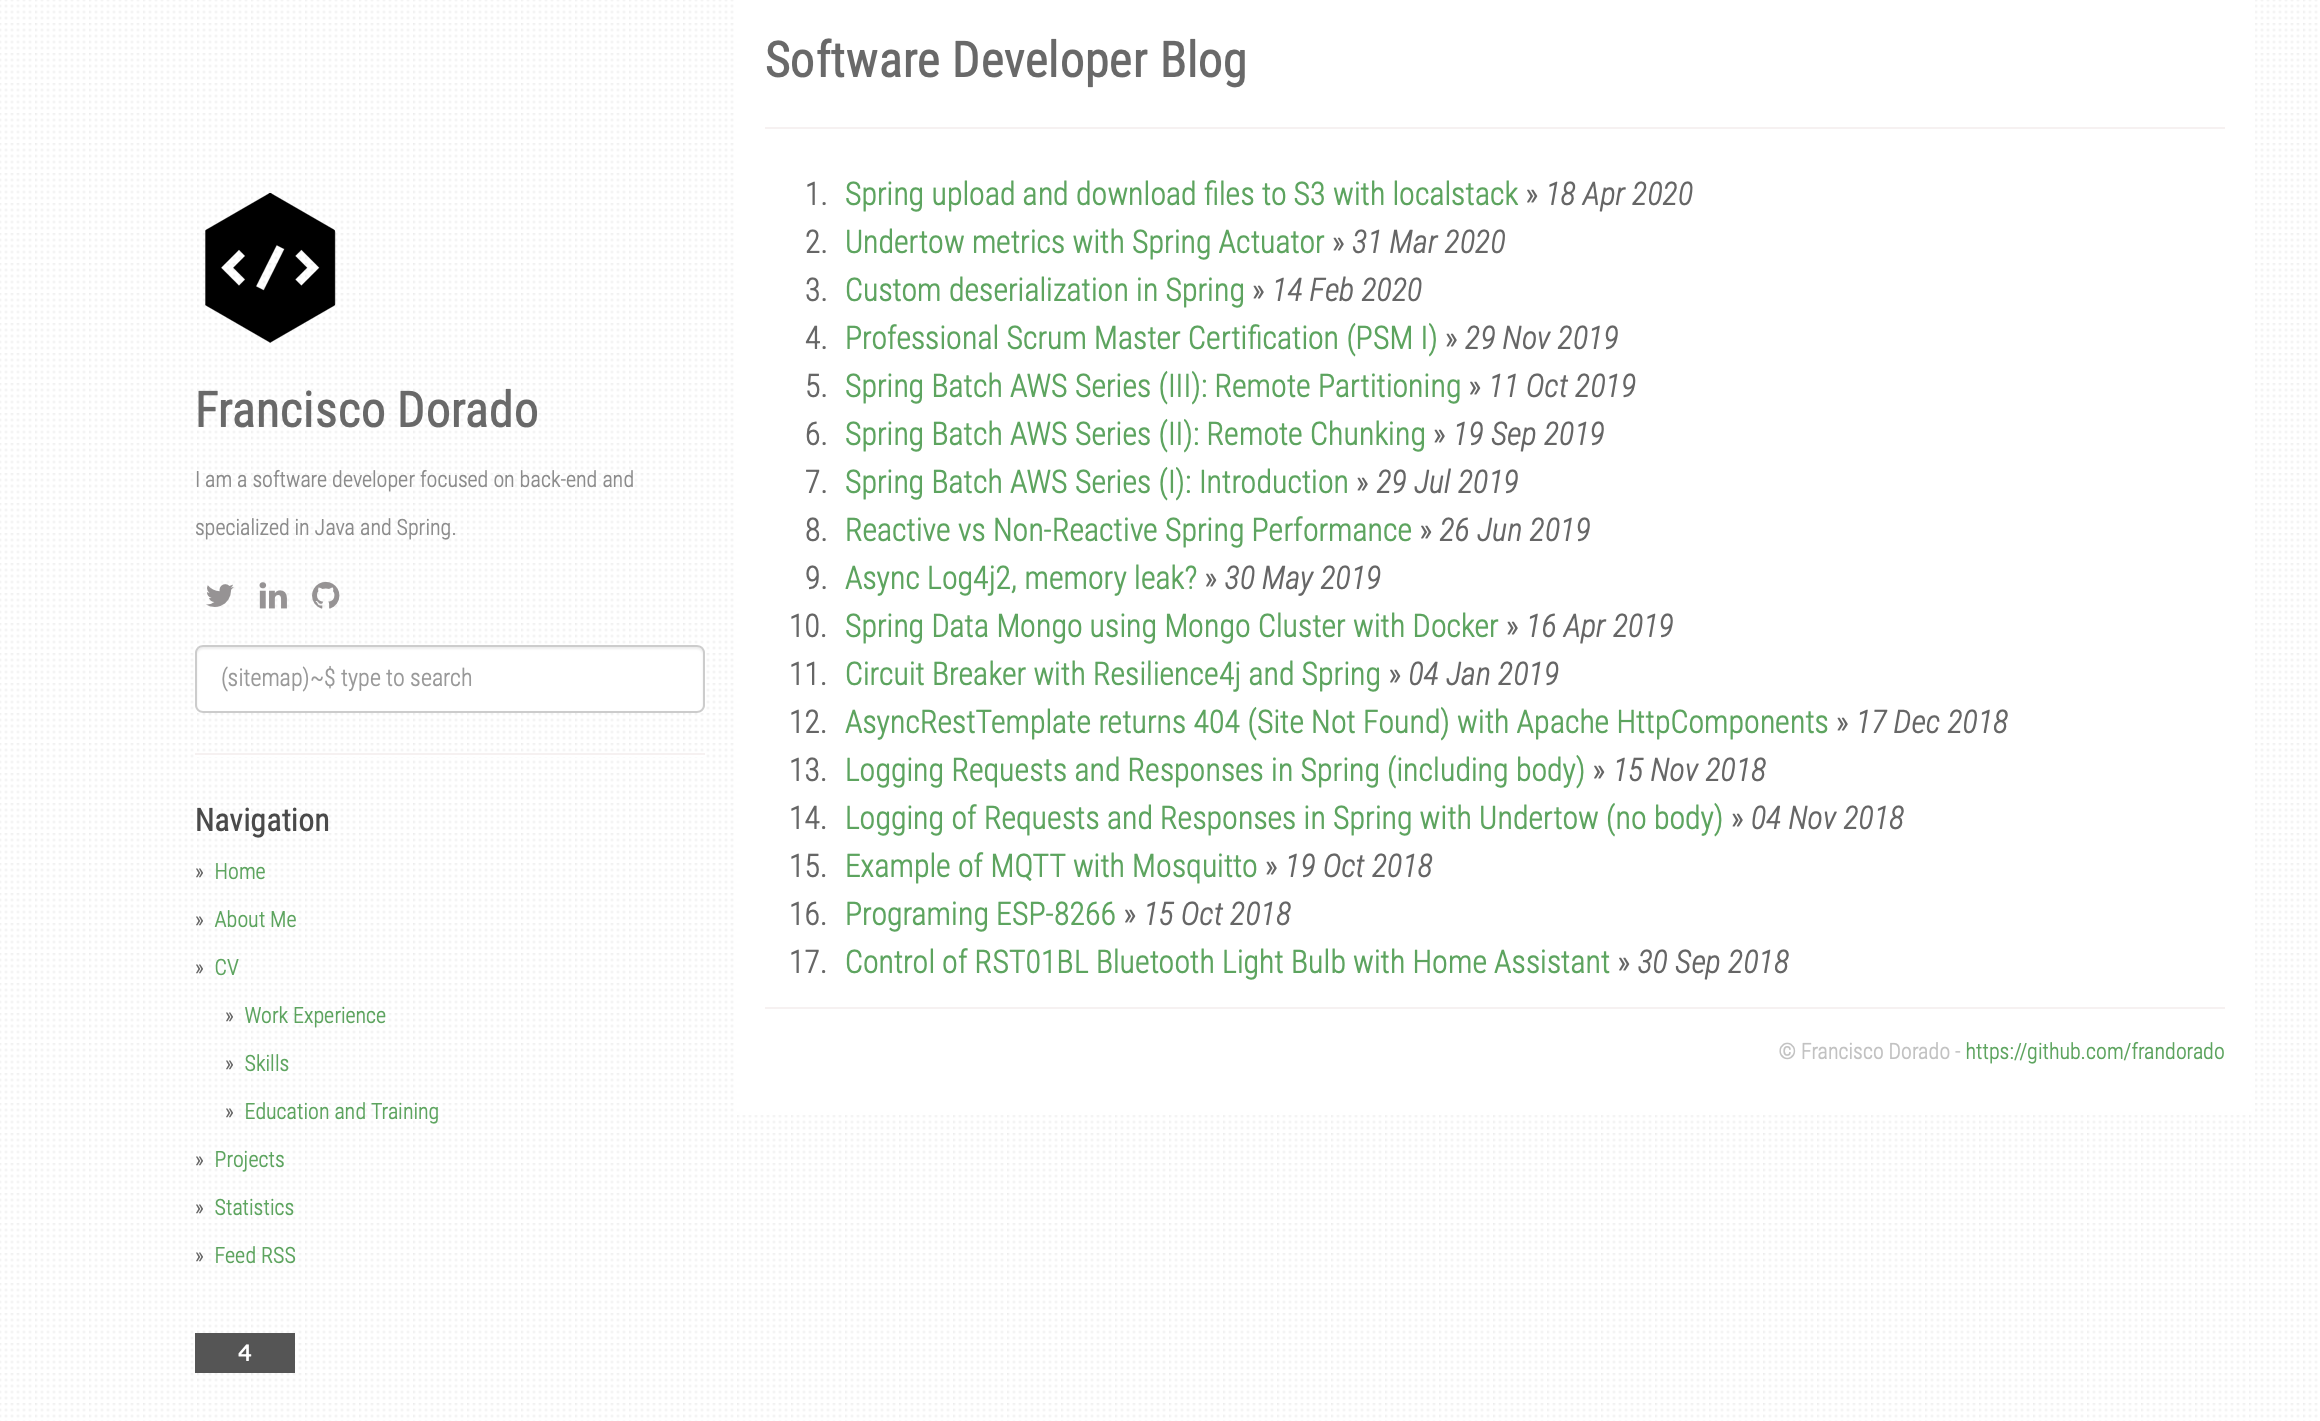 Software Developer Blog
</>
Francisco Dorado
I am a software developer focused on back-end and
specialized in Java and Spring.
in
(sitemap)~$ type to search
Navigation
» Home
» About Me
» CV
» Work Experience
» Skills
» Education and Training
» Projects
» Statistics
» Feed RSS
4
1. Spring upload and download files to S3 with localstack » 18 Apr 2020
2. Undertow metrics with Spring Actuator » 31 Mar 2020
3. Custom deserialization in Spring » 14 Feb 2020
4. Professional Scrum Master Certification (PSM I) » 29 Nov 2019
5. Spring Batch AWS Series (III): Remote Partitioning » 11 Oct 2019
6. Spring Batch AWS Series (II): Remote Chunking » 19 Sep 2019
7. Spring Batch AWS Series (I): Introduction » 29 Jul 2019
8. Reactive vs Non-Reactive Spring Performance » 26 Jun 2019
9. Async Log4j2, memory leak? » 30 May 2019
10. Spring Data Mongo using Mongo Cluster with Docker » 16 Apr 2019
11. Circuit Breaker with Resilience4j and Spring » 04 Jan 2019
12. AsyncRestTemplate returns 404 (Site Not Found) with Apache HttpComponents » 17 Dec 2018
13. Logging Requests and Responses in Spring (including body) » 15 Nov 2018
14. Logging of Requests and Responses in Spring with Undertow (no body) » 04 Nov 2018
15. Example of MQTT with Mosquitto » 19 Oct 2018
16. Programing ESP-8266 » 15 Oct 2018
17. Control of RST01BL Bluetooth Light Bulb with Home Assistant » 30 Sep 2018
© Francisco Dorado - https://github.com/frandorado